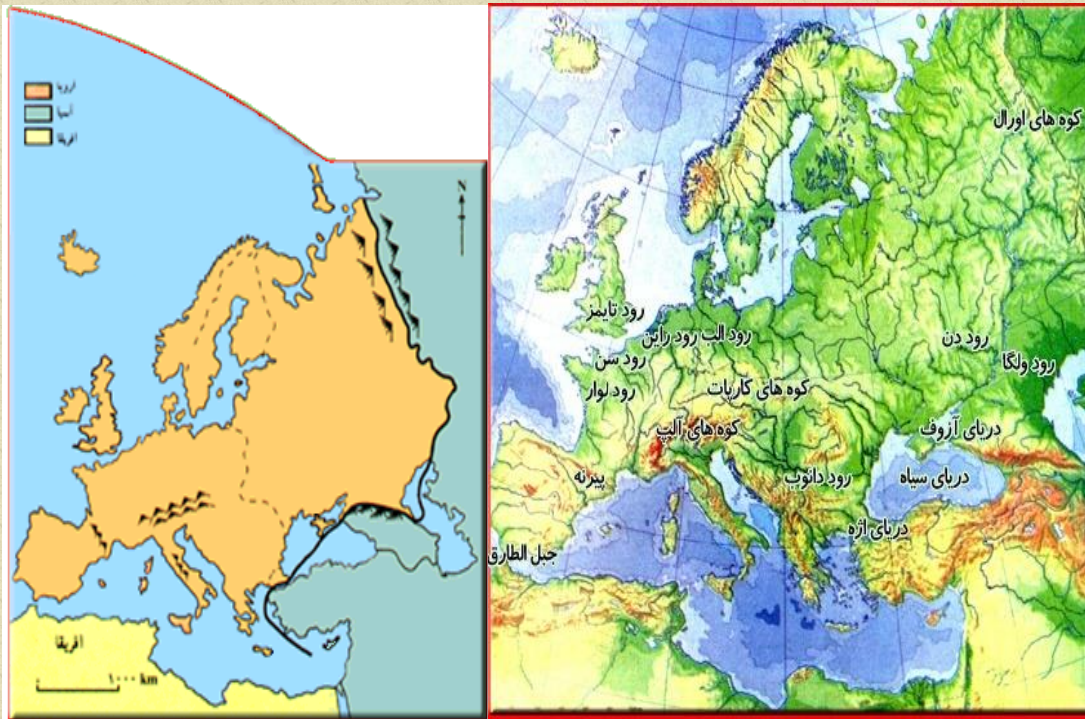 اروپا
آسیا
افریقا
N
افریقا
۱۰۰۰ km
کوه های اورال
رود تایمز
رود الب رود راین
رود دن
رود سن
رود ولگا
رود لوار
کوه های کارپات
کوه های آلپ
دریای آزوف
پیرنه
رود دانوب
دریای سیاه
دریای اژه
جبل الطارق